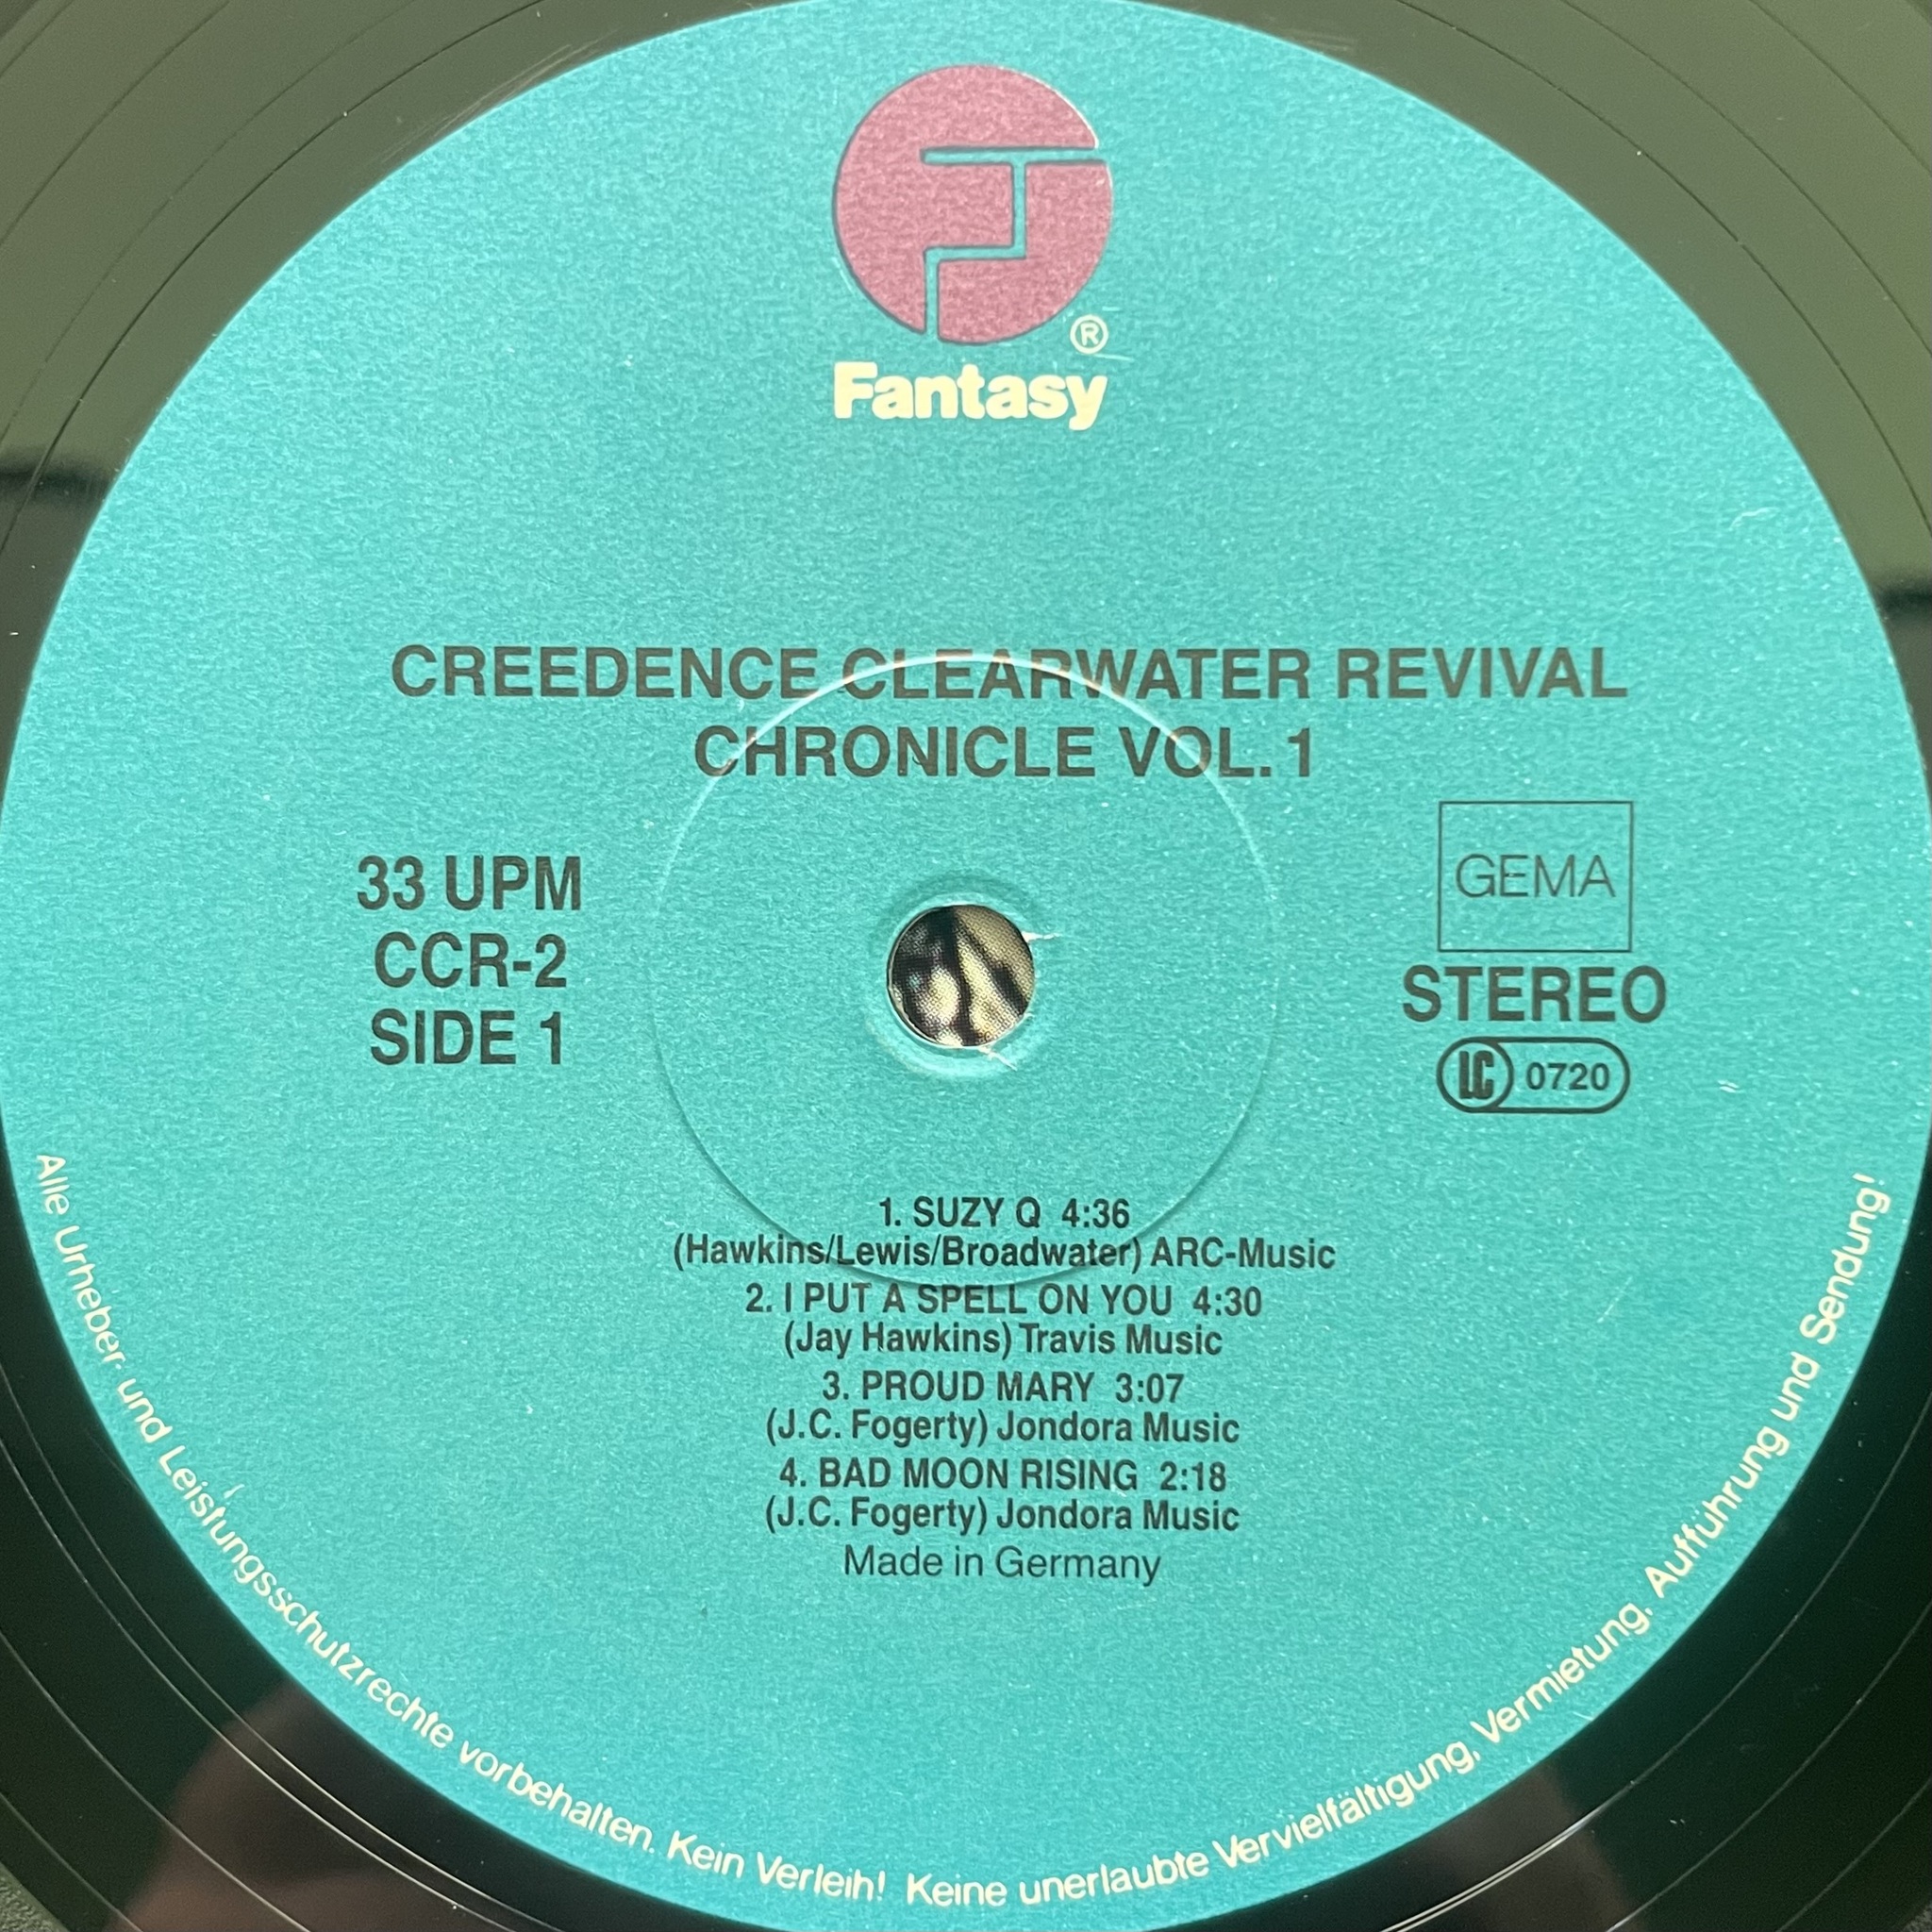 ®
Fantasy
CREEDENCE CLEARWATER REVIVAL
CHRONICLE VOL. 1
33 UPM
CCR-2
SIDE 1
GEMA
STEREO
LC 0720
1. SUZY Q 4:36
(Hawkins/Lewis/Broadwater) ARC-Music
2. I PUT A SPELL ON YOU 4:30
(Jay Hawkins) Travis Music
3. PROUD MARY 3:07
(J.C. Fogerty) Jondora Music
4. BAD MOON RISING 2:18
(J.C. Fogerty) Jondora Music
Made in Germany
Alle Urheber- und Leistungsschutzrechte vorbehalten. Kein Verleih! Keine unerlaubte Vervielfältigung, Vermietung, Aufführung und Sendung!